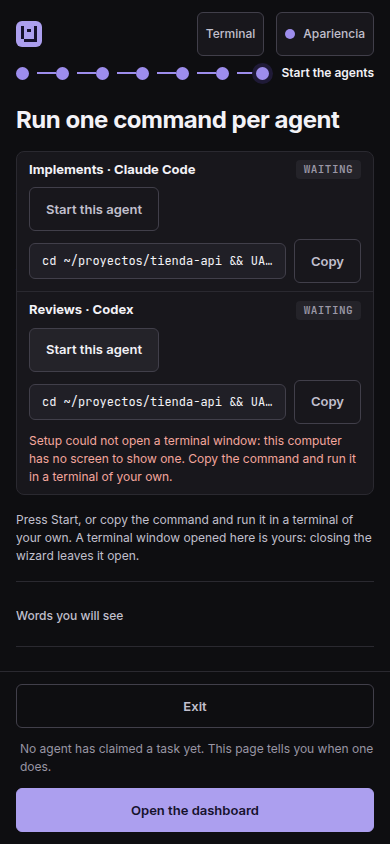 Terminal
Apariencia
Start the agents
Run one command per agent
Implements · Claude Code
WAITING
Start this agent
cd ~/proyectos/tienda-api && UA…
Copy
Reviews · Codex
WAITING
Start this agent
cd ~/proyectos/tienda-api && UA…
Copy
Setup could not open a terminal window: this computer
has no screen to show one. Copy the command and run it
in a terminal of your own.
Press Start, or copy the command and run it in a terminal of
your own. A terminal window opened here is yours: closing the
wizard leaves it open.
Words you will see
Exit
No agent has claimed a task yet. This page tells you when one
does.
Open the dashboard